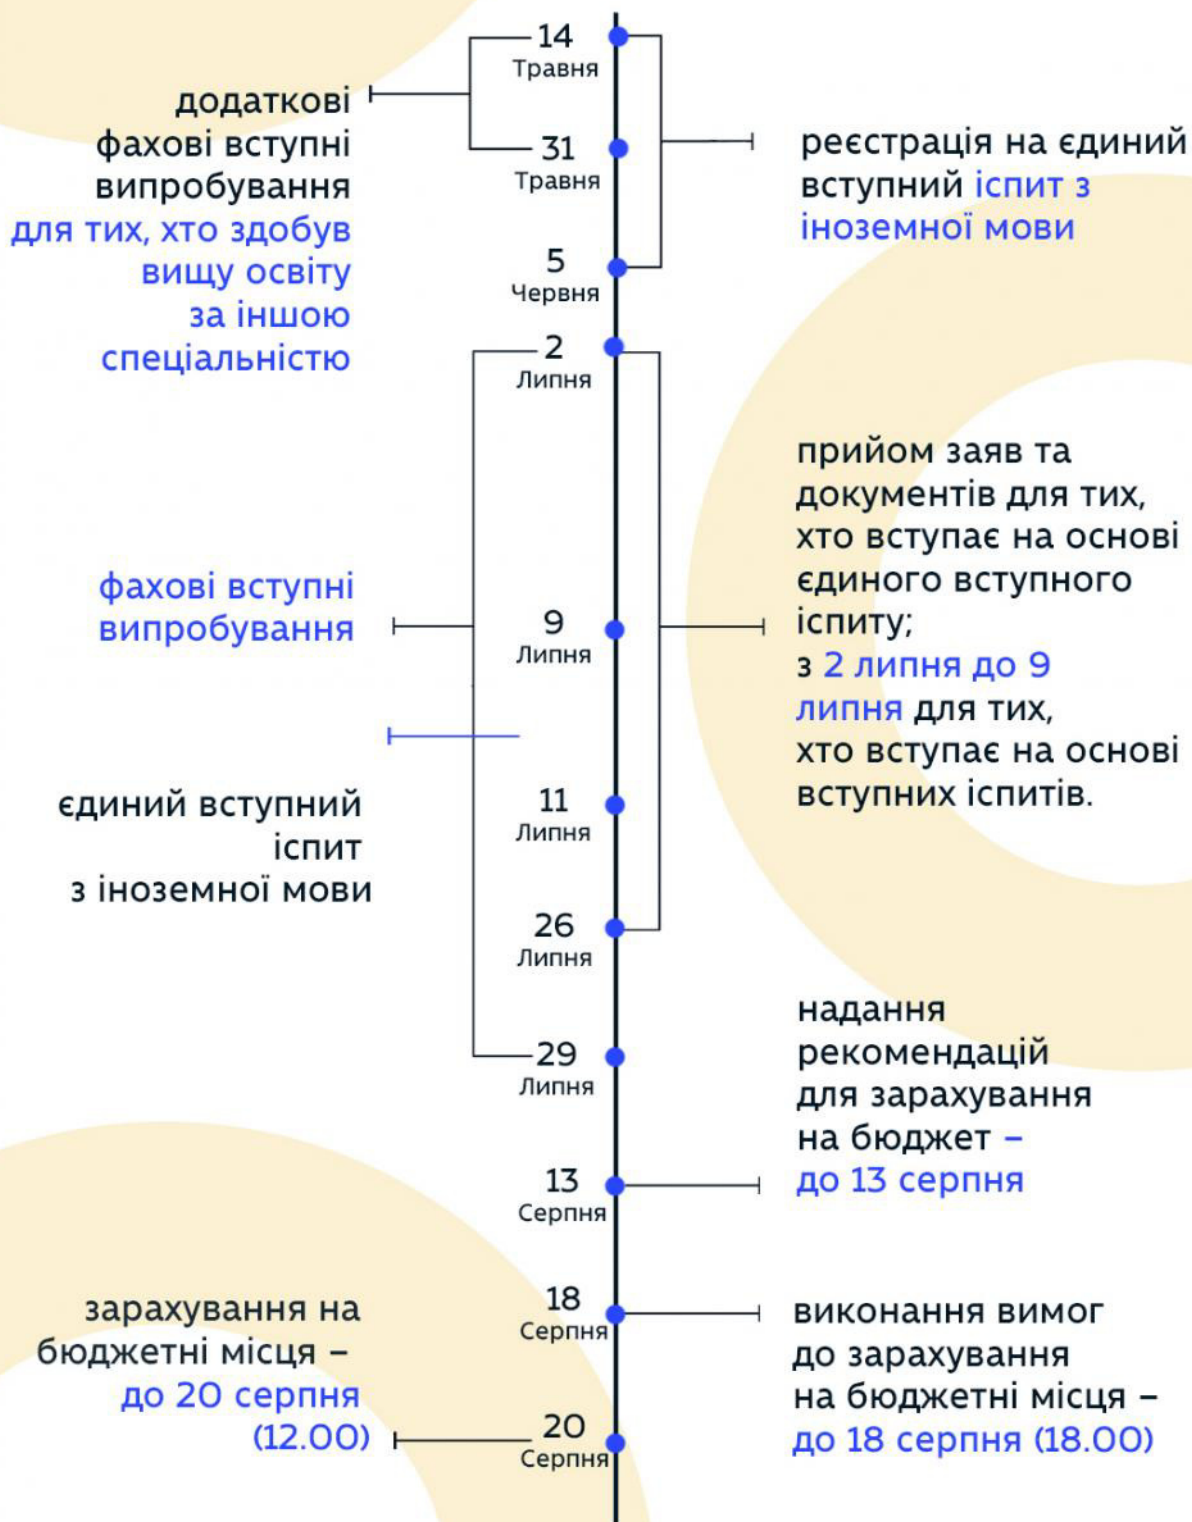 14
Травня
додаткові
фахові вступні
випробування
для тих, хто здобув
вищу освіту
за іншою
спеціальністю
31
Травня
реєстрація на єдиний
вступний іспит з
іноземної мови
5
Червня
2
Липня
прийом заяв та
документів для тих,
хто вступає на основі
єдиного вступного
іспиту;
з 2 липня до 9
липня для тих,
хто вступає на основі
вступних іспитів.
фахові вступні
випробування
9
Липня
єдиний вступний
іспит
з іноземної мови
11
Липня
26
Липня
29
Липня
надання
рекомендацій
для зарахування
на бюджет –
до 13 серпня
13
Серпня
18
Серпня
виконання вимог
до зарахування
на бюджетні місця –
до 18 серпня (18.00)
зарахування на
бюджетні місця –
до 20 серпня
(12.00)
20
Серпня